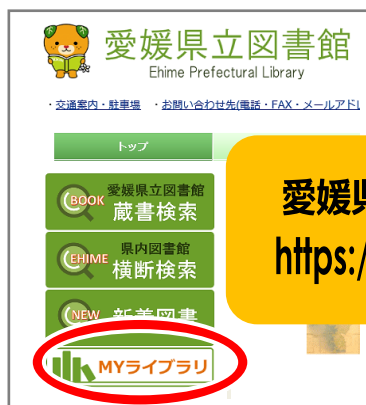 愛媛県立図書館
Ehime Prefectural Library
・交通案内・駐車場 ・お問い合わせ先(電話・FAX・メールアドレ
トップ
BOOK 愛媛県立図書館
蔵書検索
愛媛県
https:/
EHIME 県内図書館
横断検索
NEW 新着図書
MYライブラリ